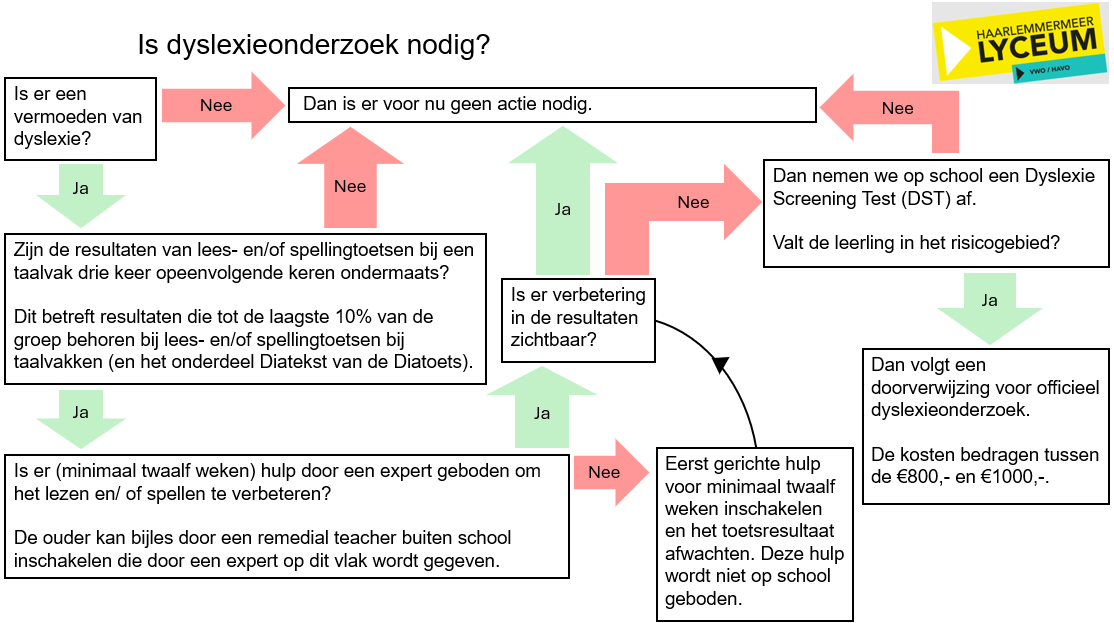 Is dyslexieonderzoek nodig?
HAARLEMMERMEER
LYCEUM
VWO / HAVO
Is er een
vermoeden van
dyslexie?
Nee
Dan is er voor nu geen actie nodig.
Nee
Ja
Nee
Ja
Nee
Dan nemen we op school een Dyslexie
Screening Test (DST) af.
Valt de leerling in het risicogebied?
Zijn de resultaten van lees- en/of spellingtoetsen bij een
taalvak drie keer opeenvolgende keren ondermaats?
Dit betreft resultaten die tot de laagste 10% van de
groep behoren bij lees- en/of spellingtoetsen bij
taalvakken (en het onderdeel Diatekst van de Diatoets).
Is er verbetering
in de resultaten
zichtbaar?
Ja
Dan volgt een
doorverwijzing voor officieel
dyslexieonderzoek.
De kosten bedragen tussen
de €800,- en €1000,-.
Ja
Ja
Is er (minimaal twaalf weken) hulp door een expert geboden om
het lezen en/ of spellen te verbeteren?
De ouder kan bijles door een remedial teacher buiten school
inschakelen die door een expert op dit vlak wordt gegeven.
Nee
Eerst gerichte hulp
voor minimaal twaalf
weken inschakelen
en het toetsresultaat
afwachten. Deze hulp
wordt niet op school
geboden.